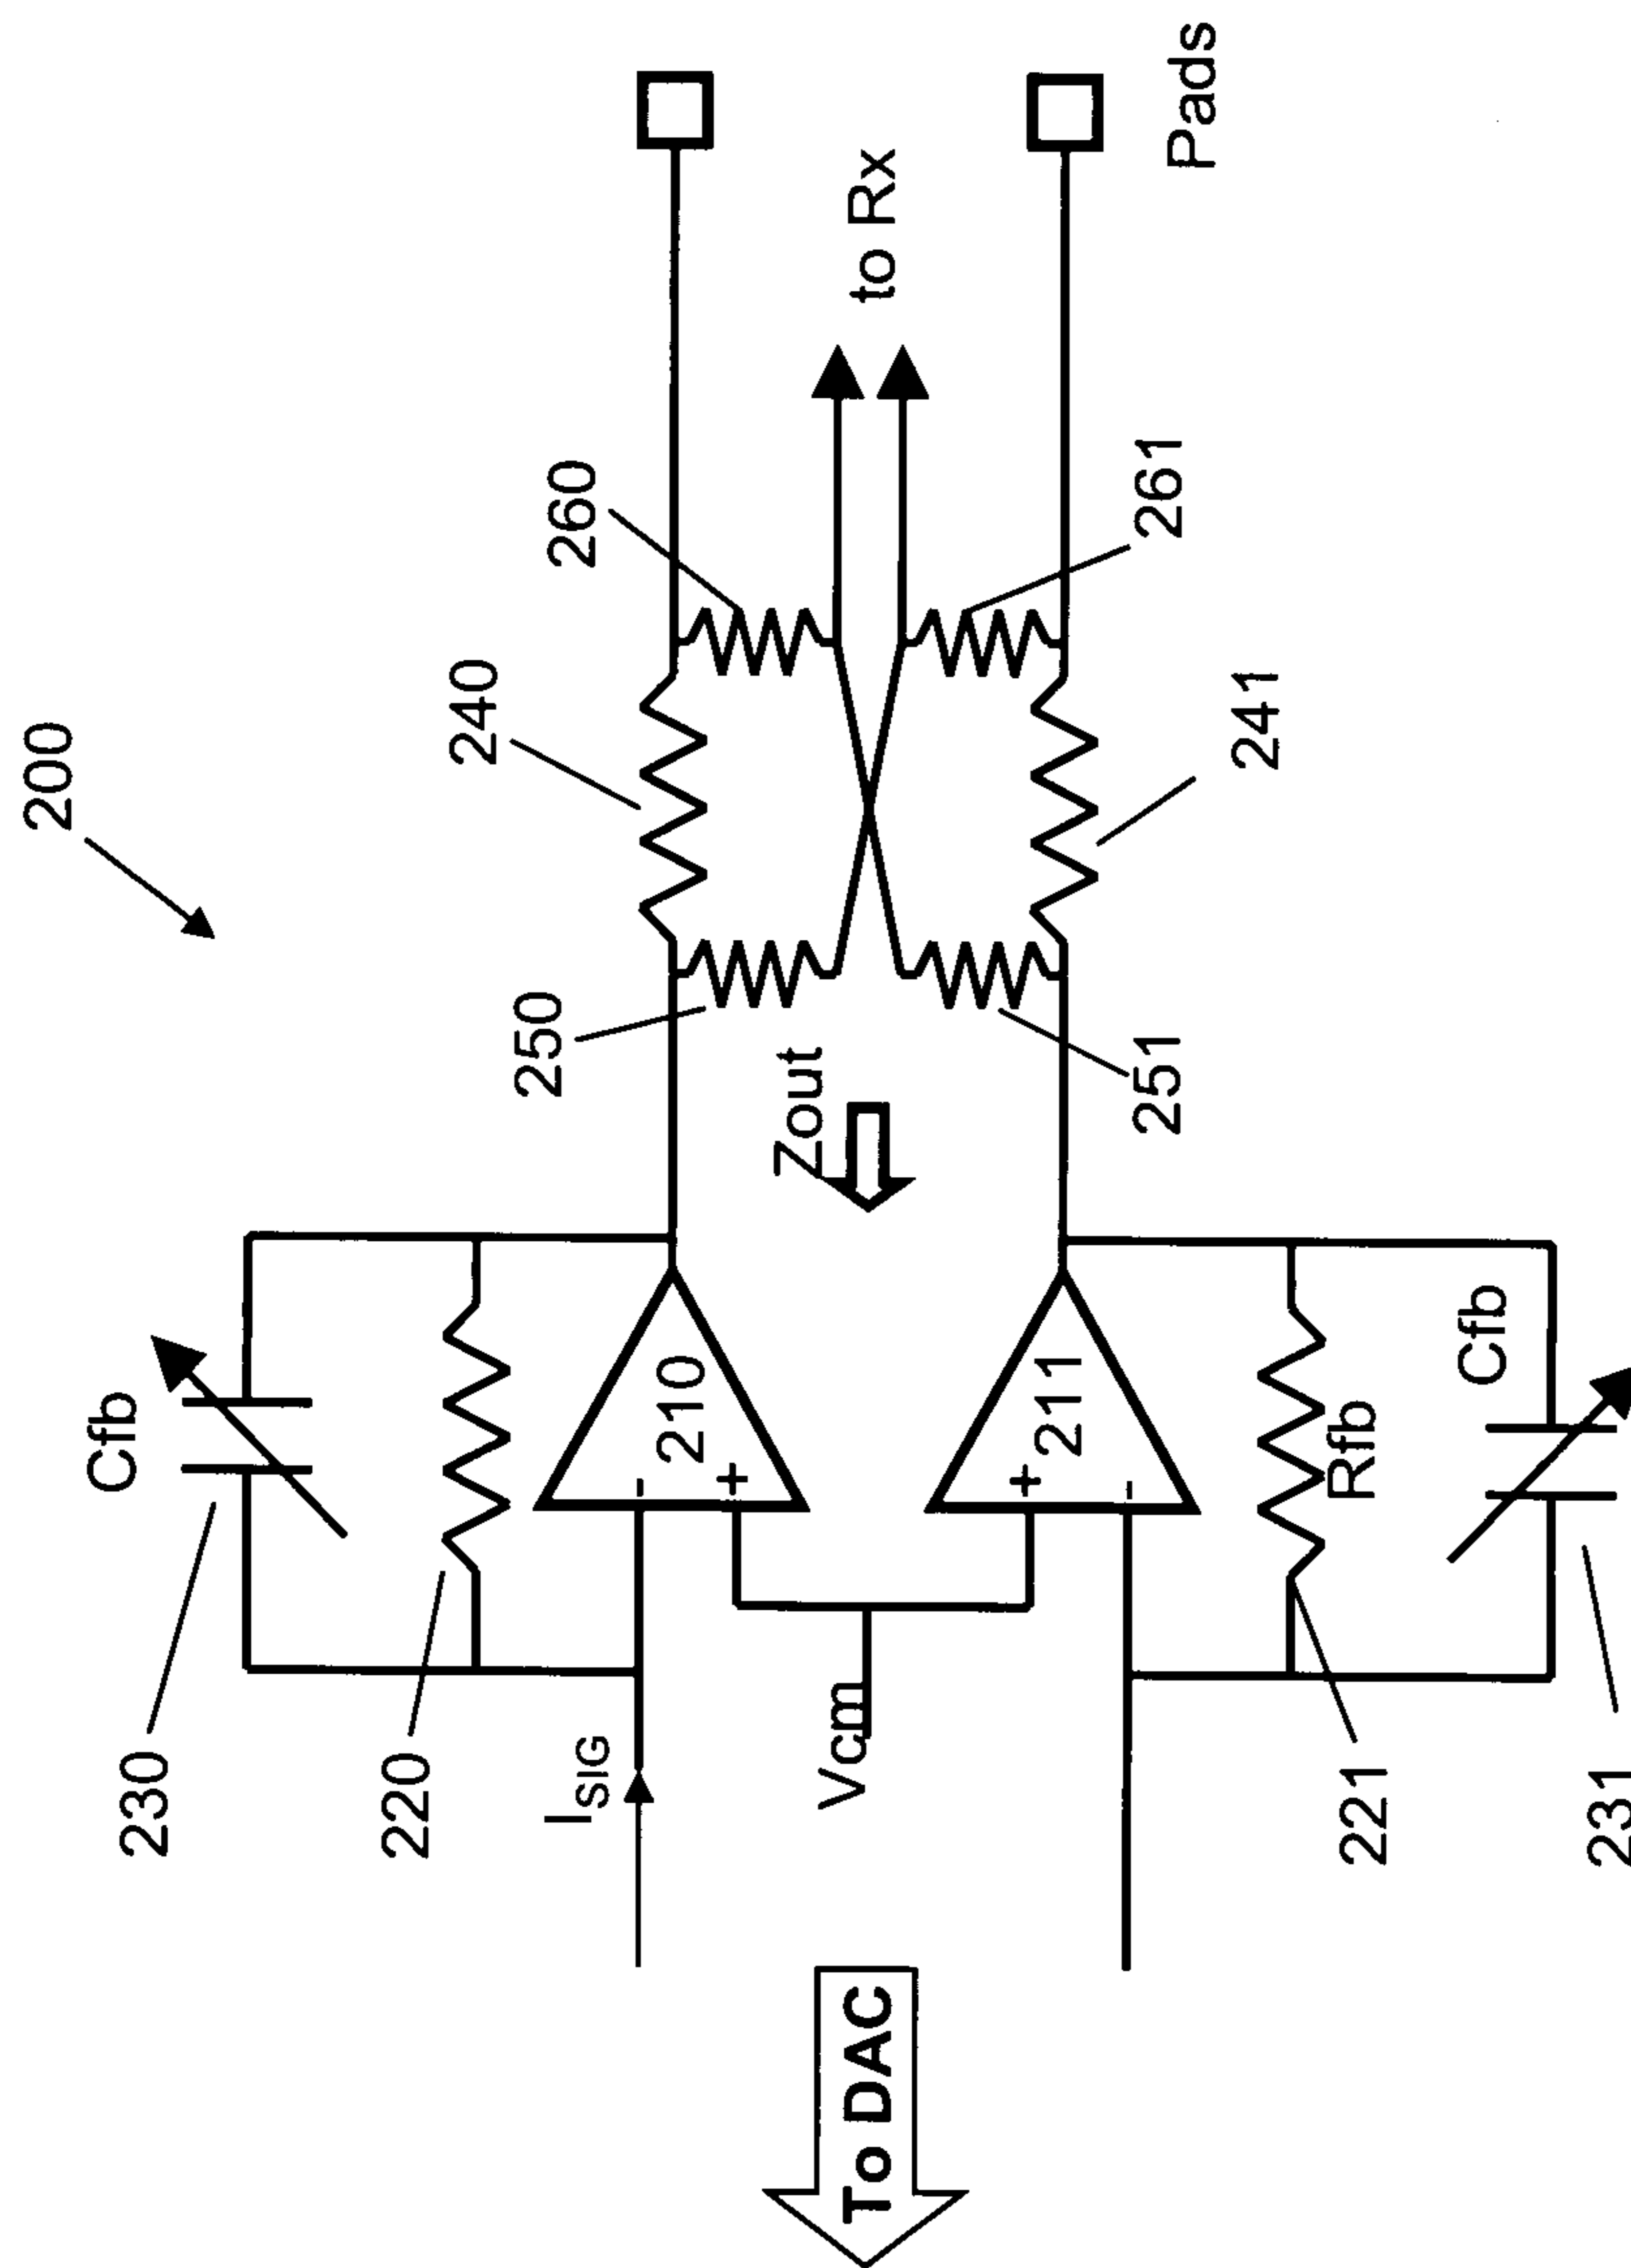 200
Cfb
230
220
I_SIG
210
-
+
Vcm
To DAC
Zout
250
240
260
to Rx
Pads
251
241
261
211
+
-
Rfb
221
Cfb
231